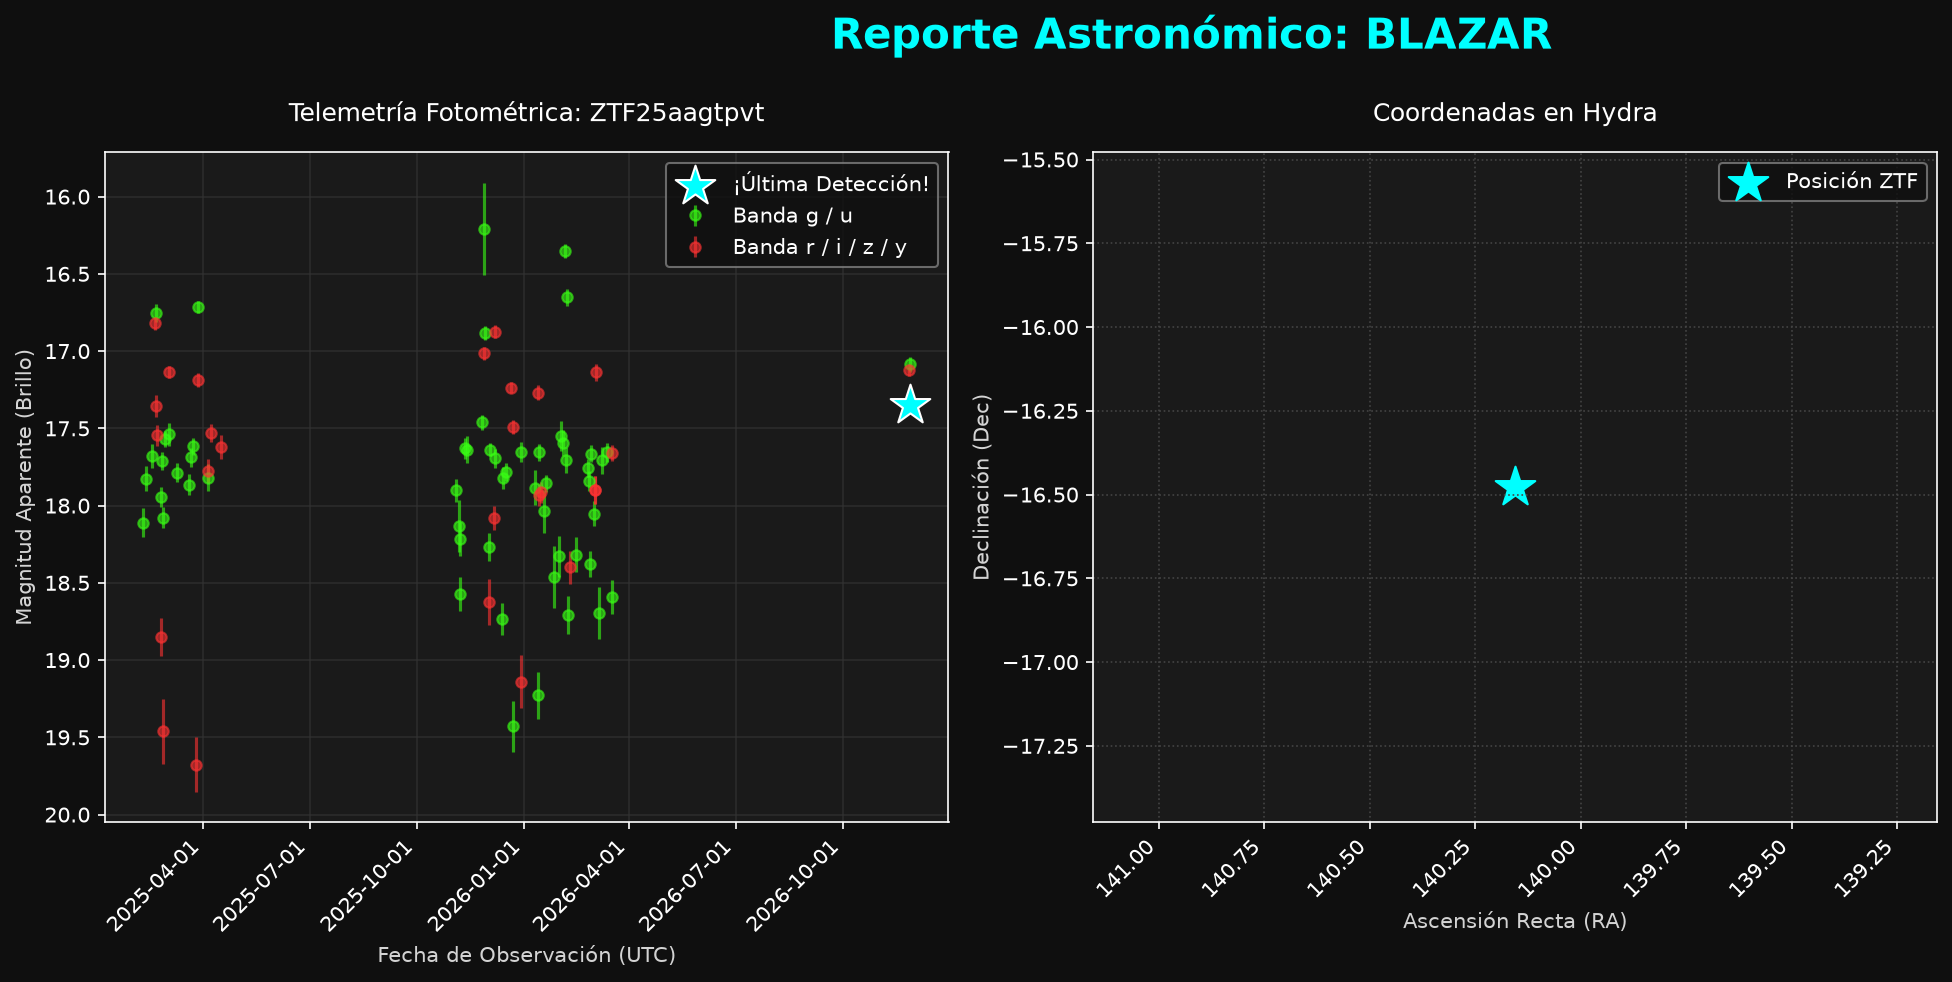 Reporte Astronómico: BLAZAR
Telemetría Fotométrica: ZTF25aagtpvt
Magnitud Aparente (Brillo)
16.0
16.5
17.0
17.5
18.0
18.5
19.0
19.5
20.0
¡Última Detección!
Banda g / u
Banda r / i / z / y
2025-04-01
2025-07-01
2025-10-01
2026-01-01
2026-04-01
2026-07-01
2026-10-01
Fecha de Observación (UTC)
Coordenadas en Hydra
Declinación (Dec)
−15.50
−15.75
−16.00
−16.25
−16.50
−16.75
−17.00
−17.25
Posición ZTF
141.00
140.75
140.50
140.25
140.00
139.75
139.50
139.25
Ascensión Recta (RA)